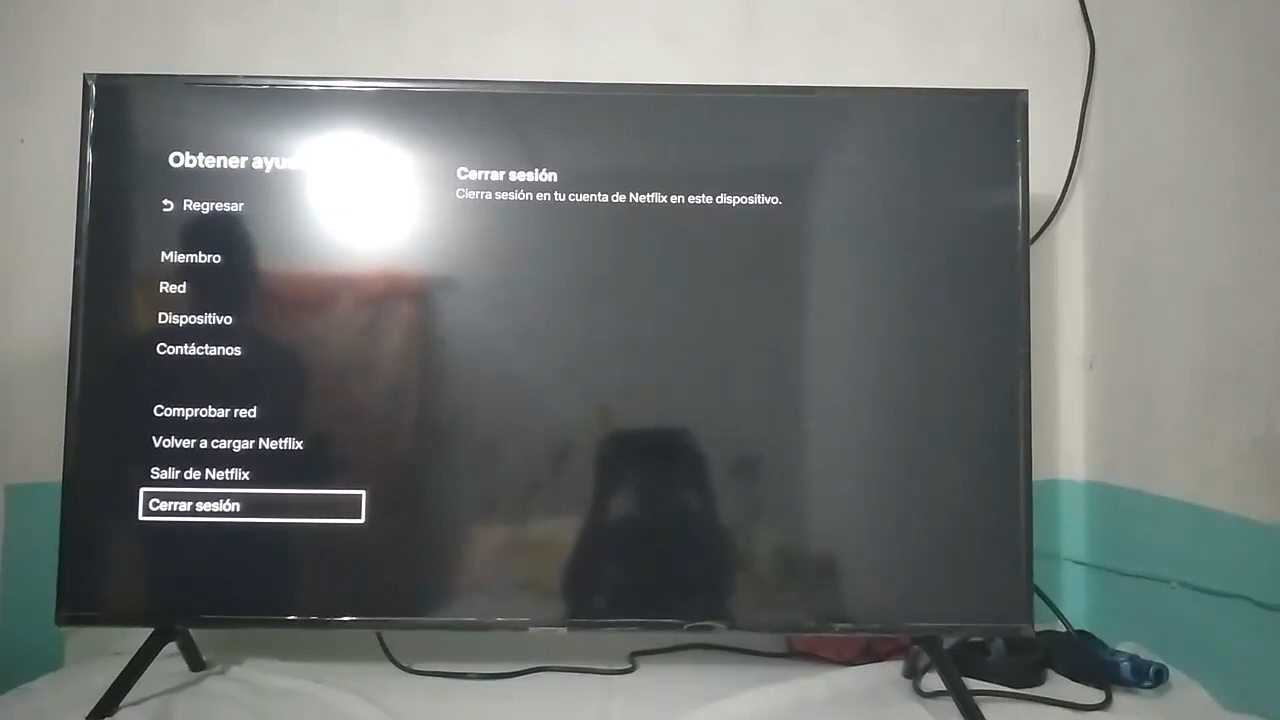 Obtener
Regresar
Miembro
Red
Dispositivo
Contáctanos
Comprobar red
Volver a cargar Netflix
Salir de Netflix
Cerrar sesión
Cerrar sesión
Cierra sesión en tu cuenta de Netflix en este dispositivo.